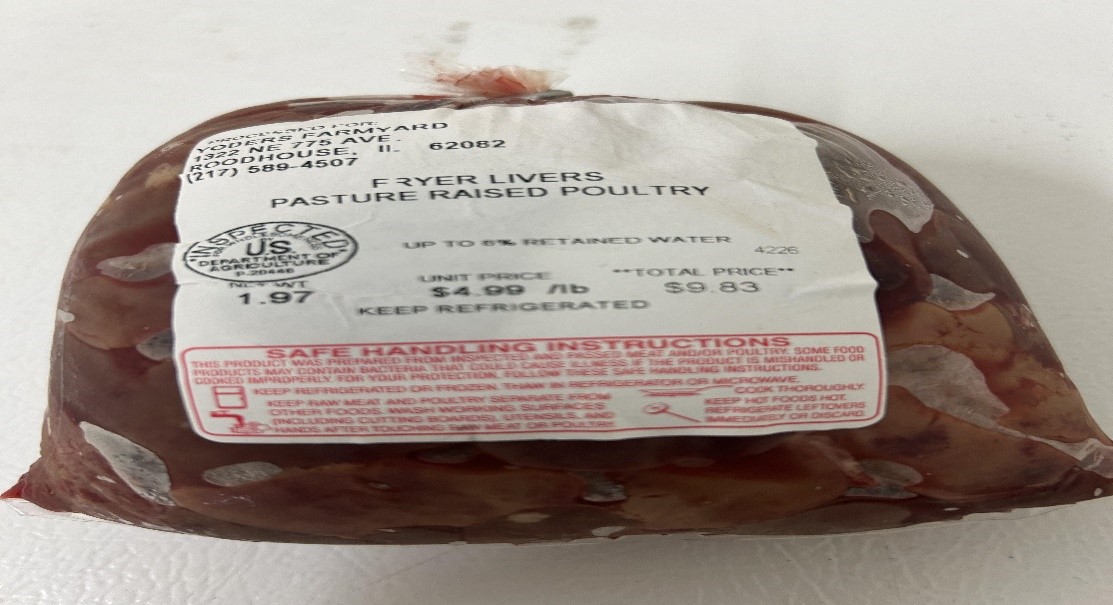 PROCESSED FOR:
YODERS FARMYARD
1322 NE 775 AVE.
ROODHOUSE, IL 62082
(217) 589-4507
FRYER LIVERS
PASTURE RAISED POULTRY
INSPECTED
U.S.
DEPARTMENT OF
AGRICULTURE
P-20446
UP TO 8% RETAINED WATER
4226
NET WT
UNIT PRICE
**TOTAL PRICE**
1.97
$4.99 /lb
$9.83
KEEP REFRIGERATED
SAFE HANDLING INSTRUCTIONS
THIS PRODUCT WAS PREPARED FROM INSPECTED AND PASSED MEAT AND/OR POULTRY. SOME FOOD
PRODUCTS MAY CONTAIN BACTERIA THAT COULD CAUSE ILLNESS IF THE PRODUCT IS MISHANDLED OR
COOKED IMPROPERLY. FOR YOUR PROTECTION, FOLLOW THESE SAFE HANDLING INSTRUCTIONS.
KEEP REFRIGERATED OR FROZEN. THAW IN REFRIGERATOR OR MICROWAVE.
KEEP RAW MEAT AND POULTRY SEPARATE FROM
OTHER FOODS. WASH WORKING SURFACES
(INCLUDING CUTTING BOARDS), UTENSILS, AND
HANDS AFTER TOUCHING RAW MEAT OR POULTRY.
COOK THOROUGHLY.
KEEP HOT FOODS HOT.
REFRIGERATE LEFTOVERS
IMMEDIATELY OR DISCARD.